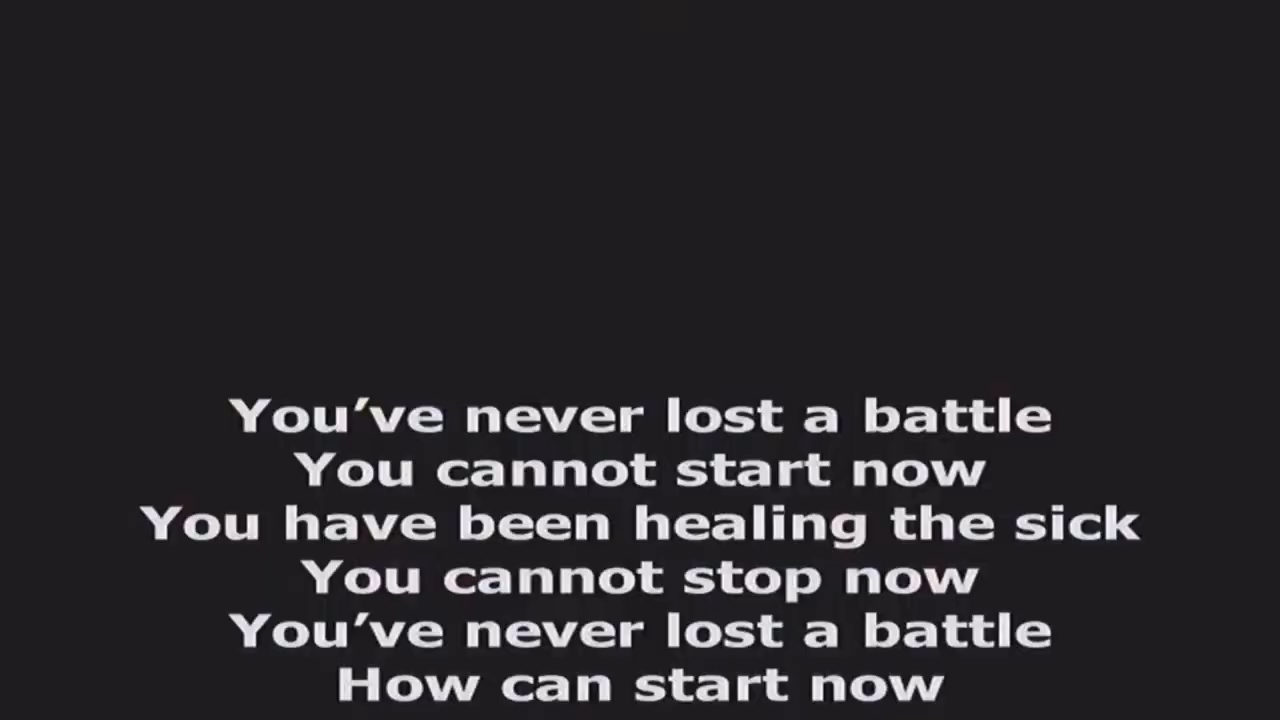 You’ve never lost a battle
You cannot start now
You have been healing the sick
You cannot stop now
You’ve never lost a battle
How can start now